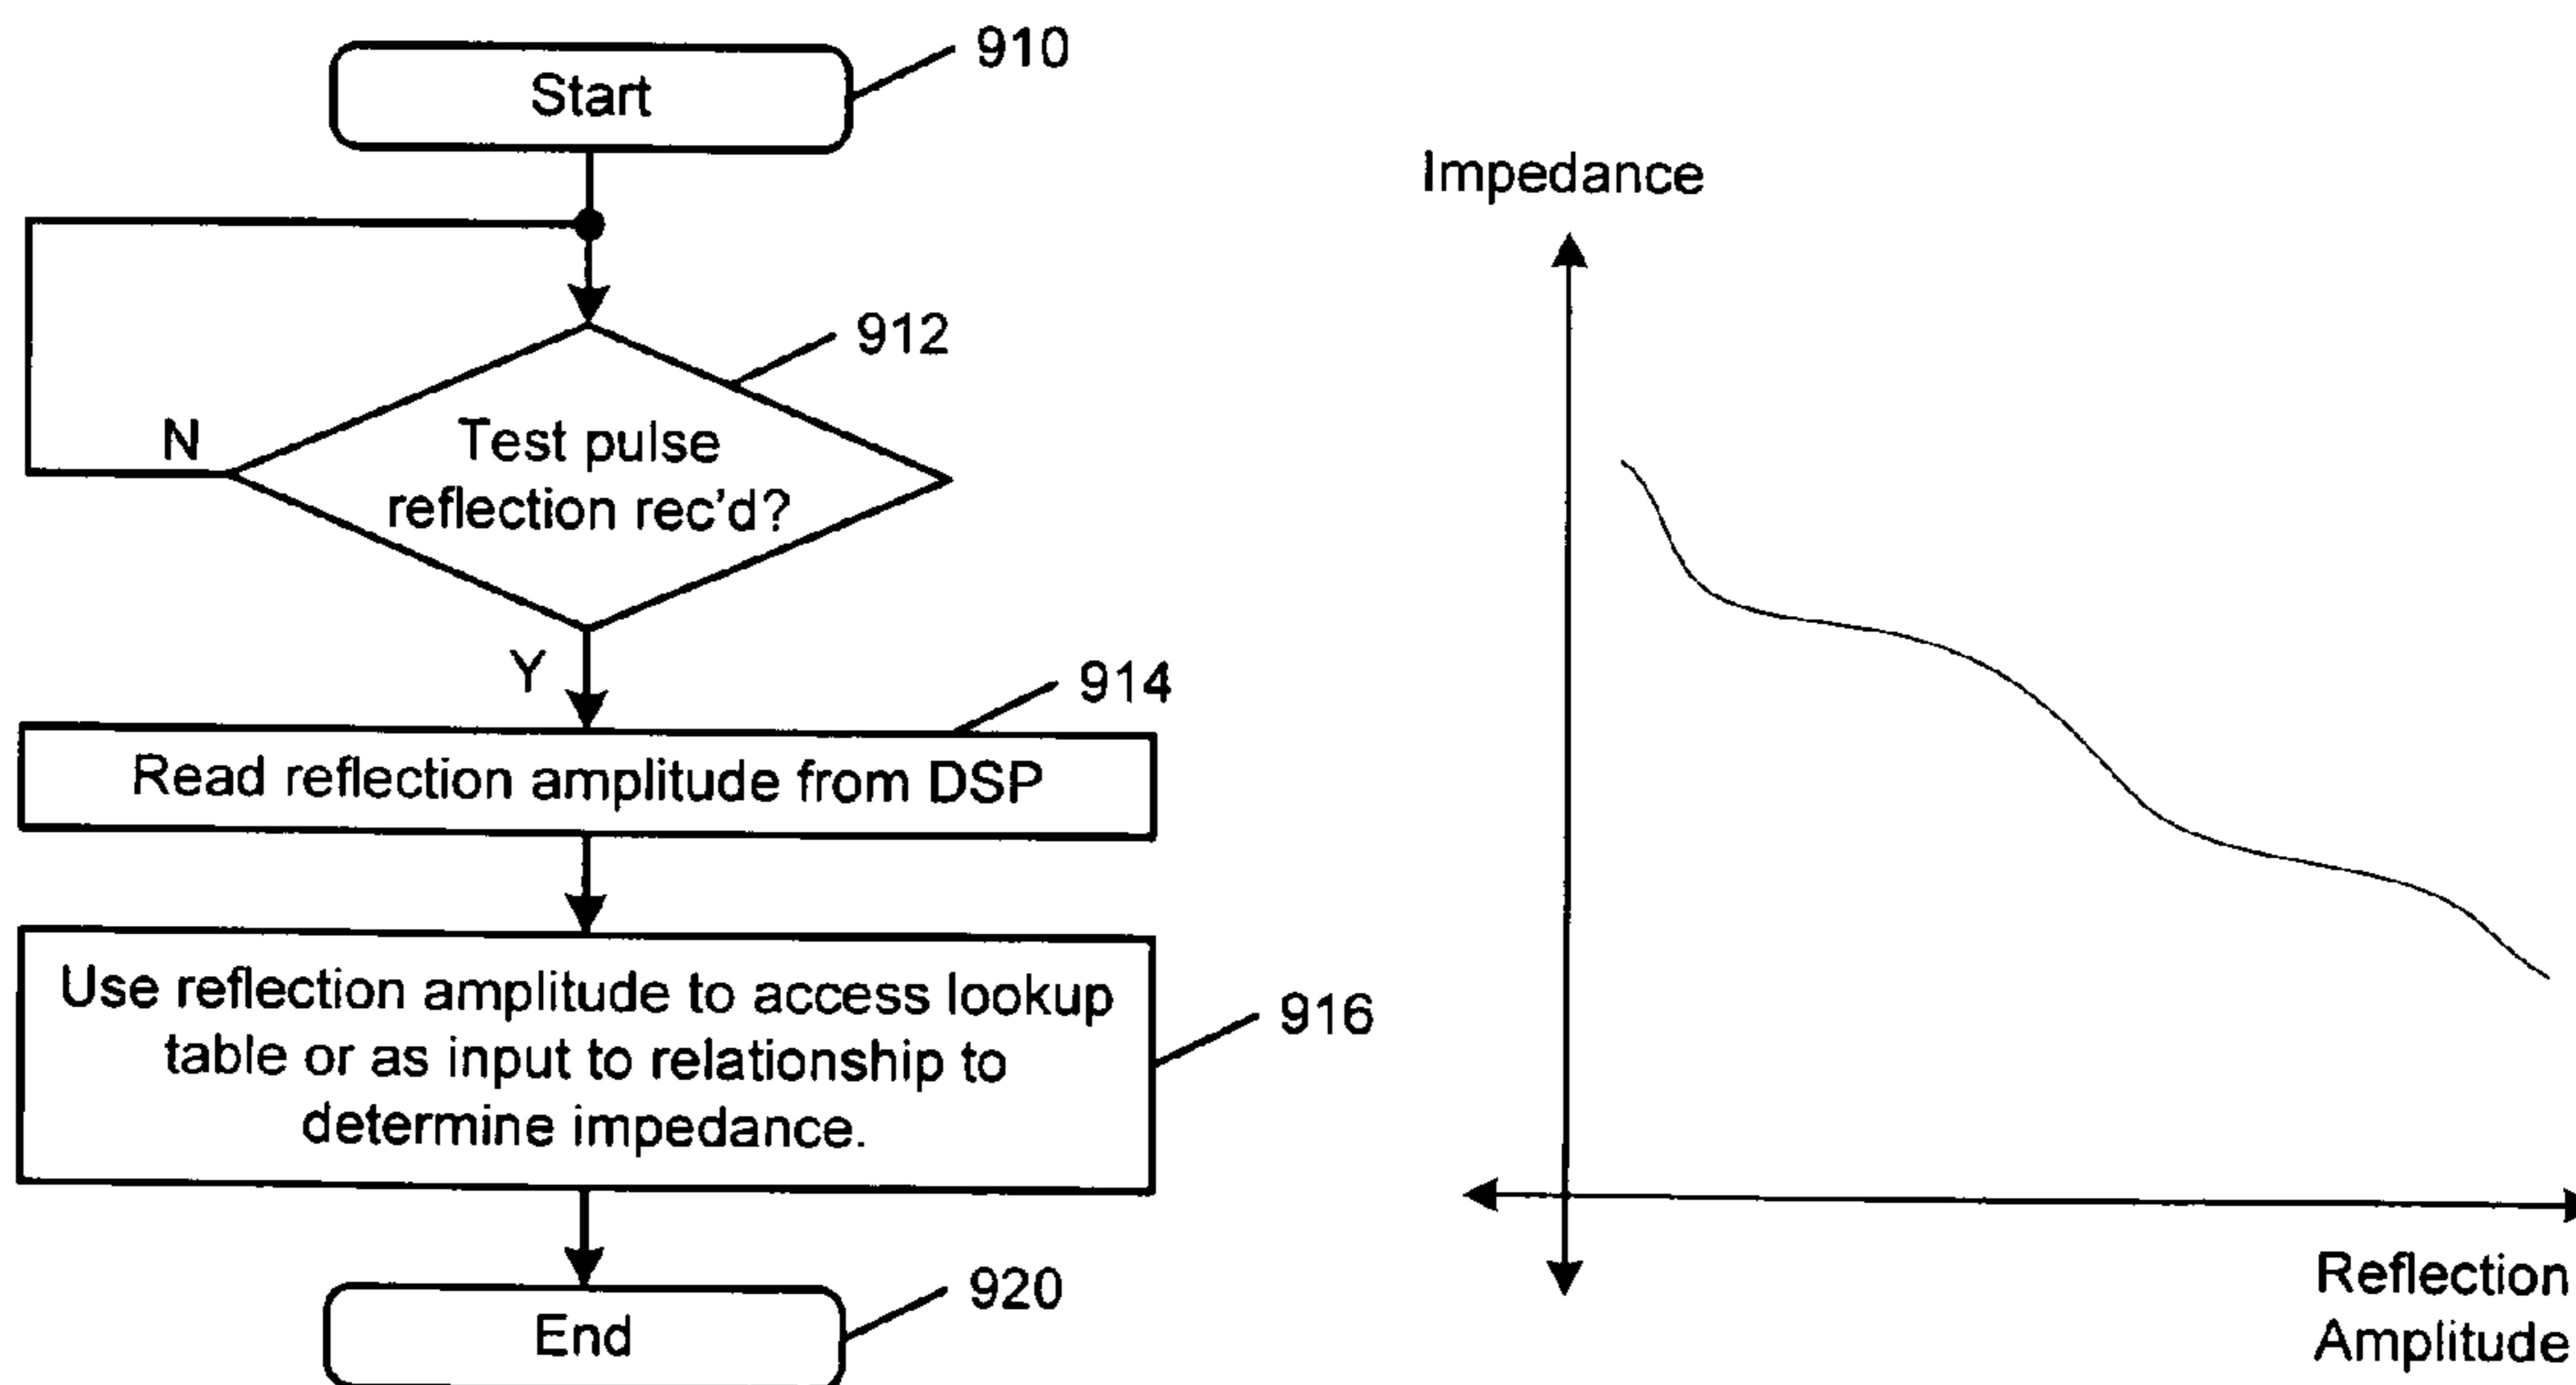 Start
910
912
Test pulse
reflection rec'd?
N
Y
914
Read reflection amplitude from DSP
Use reflection amplitude to access lookup
table or as input to relationship to
determine impedance.
916
End
920
Impedance
Reflection
Amplitude